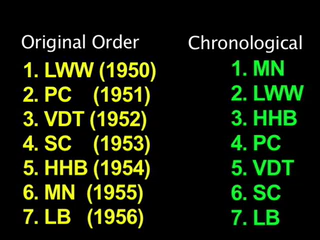 Original Order
1. LWW (1950)
2. PC (1951)
3. VDT (1952)
4. SC (1953)
5. HHB (1954)
6. MN (1955)
7. LB (1956)
Chronological
1. MN
2. LWW
3. HHB
4. PC
5. VDT
6. SC
7. LB